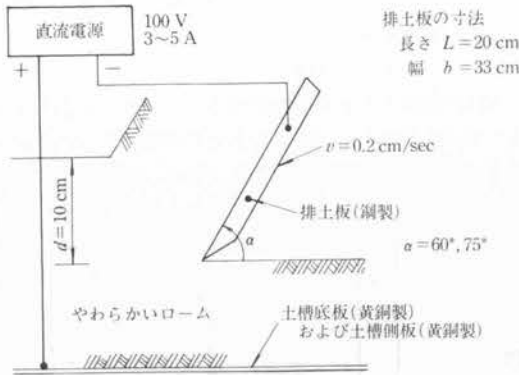 直流電源
100 V
3~5 A
+
−
排土板の寸法
長さ L=20 cm
幅 b=33 cm
v=0.2 cm/sec
d=10 cm
排土板(鋼製)
α
α=60°, 75°
やわらかいローム
土槽底板(黄銅製)
および土槽側板(黄銅製)